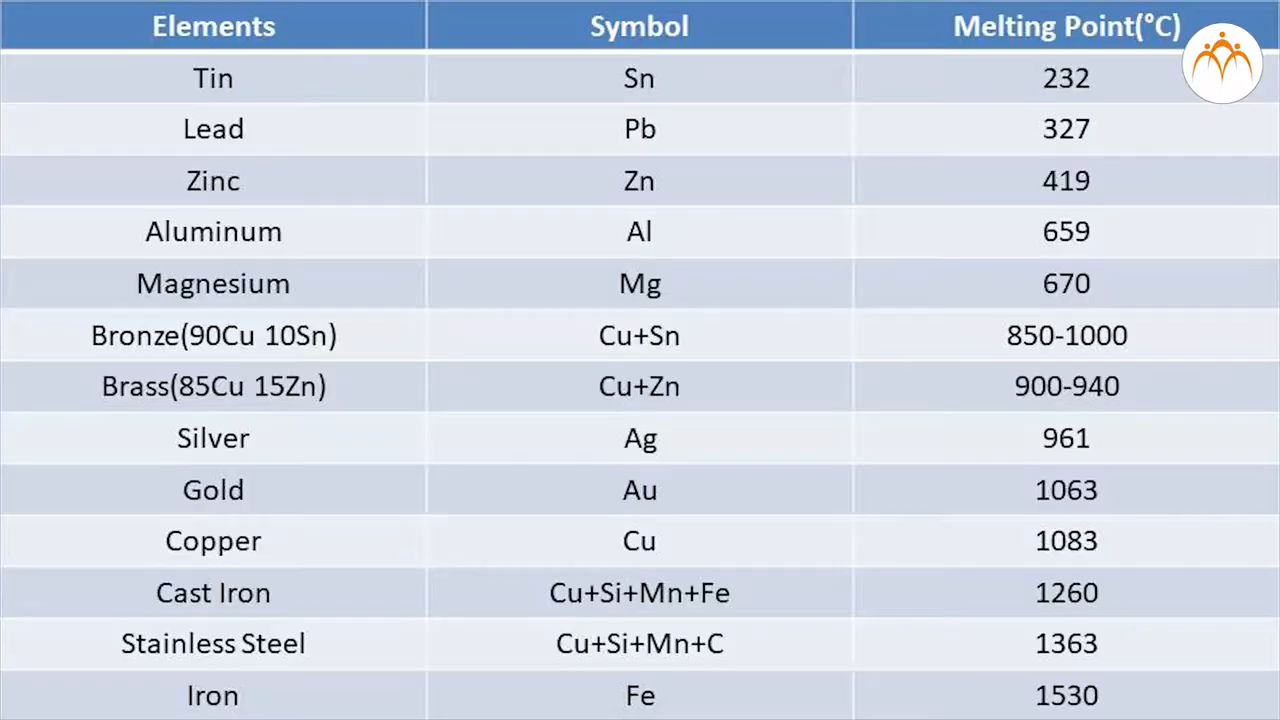 Elements Symbol Melting Point(°C)
Tin Sn 232
Lead Pb 327
Zinc Zn 419
Aluminum Al 659
Magnesium Mg 670
Bronze(90Cu 10Sn) Cu+Sn 850-1000
Brass(85Cu 15Zn) Cu+Zn 900-940
Silver Ag 961
Gold Au 1063
Copper Cu 1083
Cast Iron Cu+Si+Mn+Fe 1260
Stainless Steel Cu+Si+Mn+C 1363
Iron Fe 1530